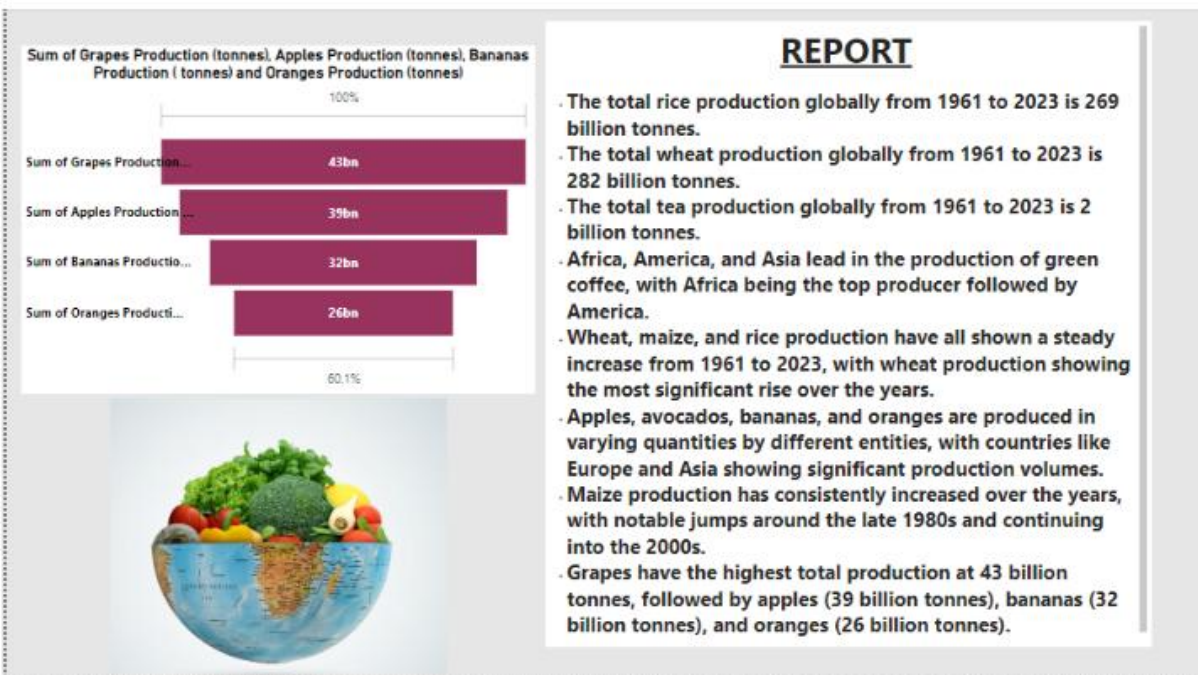 Sum of Grapes Production (tonnes), Apples Production (tonnes), Bananas
Production ( tonnes) and Oranges Production (tonnes)
100%
Sum of Grapes Production...
43bn
Sum of Apples Production ...
39bn
Sum of Bananas Productio...
32bn
Sum of Oranges Producti...
26bn
60.1%
REPORT
· The total rice production globally from 1961 to 2023 is 269
billion tonnes.
· The total wheat production globally from 1961 to 2023 is
282 billion tonnes.
· The total tea production globally from 1961 to 2023 is 2
billion tonnes.
· Africa, America, and Asia lead in the production of green
coffee, with Africa being the top producer followed by
America.
· Wheat, maize, and rice production have all shown a steady
increase from 1961 to 2023, with wheat production showing
the most significant rise over the years.
· Apples, avocados, bananas, and oranges are produced in
varying quantities by different entities, with countries like
Europe and Asia showing significant production volumes.
· Maize production has consistently increased over the years,
with notable jumps around the late 1980s and continuing
into the 2000s.
· Grapes have the highest total production at 43 billion
tonnes, followed by apples (39 billion tonnes), bananas (32
billion tonnes), and oranges (26 billion tonnes).